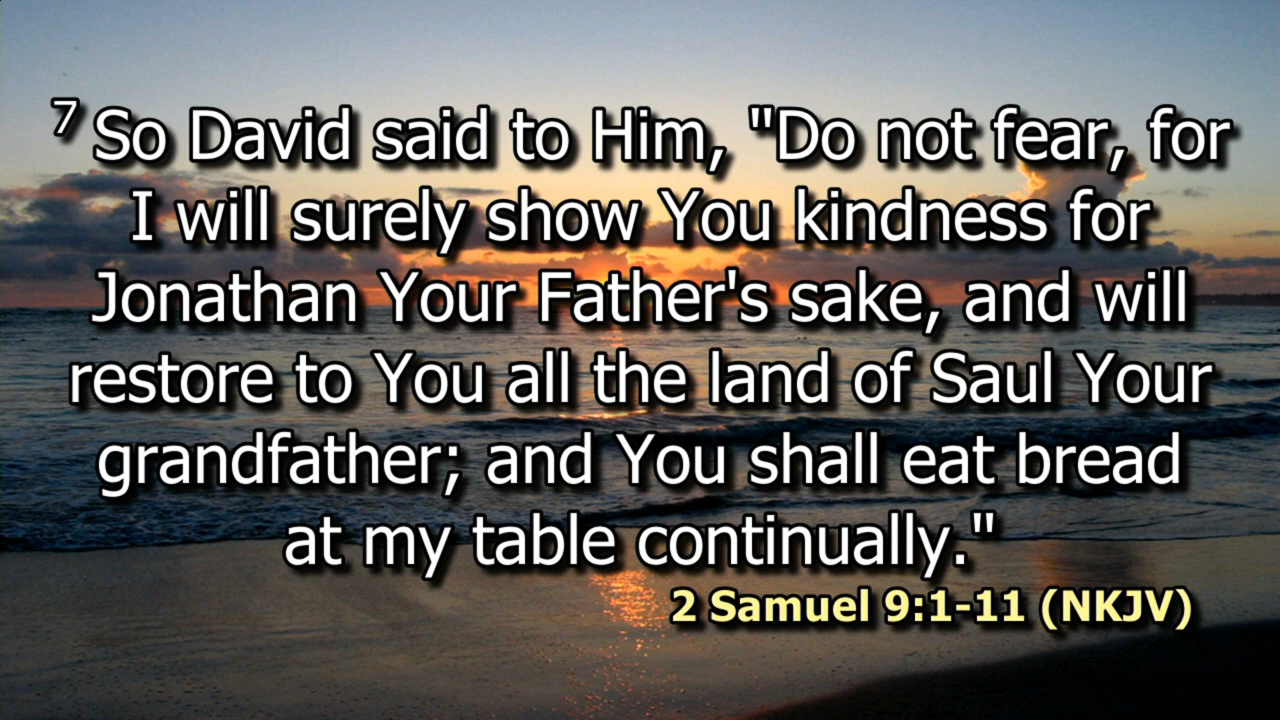 7 So David said to Him, "Do not fear, for
I will surely show You kindness for
Jonathan Your Father's sake, and will
restore to You all the land of Saul Your
grandfather; and You shall eat bread
at my table continually."
2 Samuel 9:1-11 (NKJV)